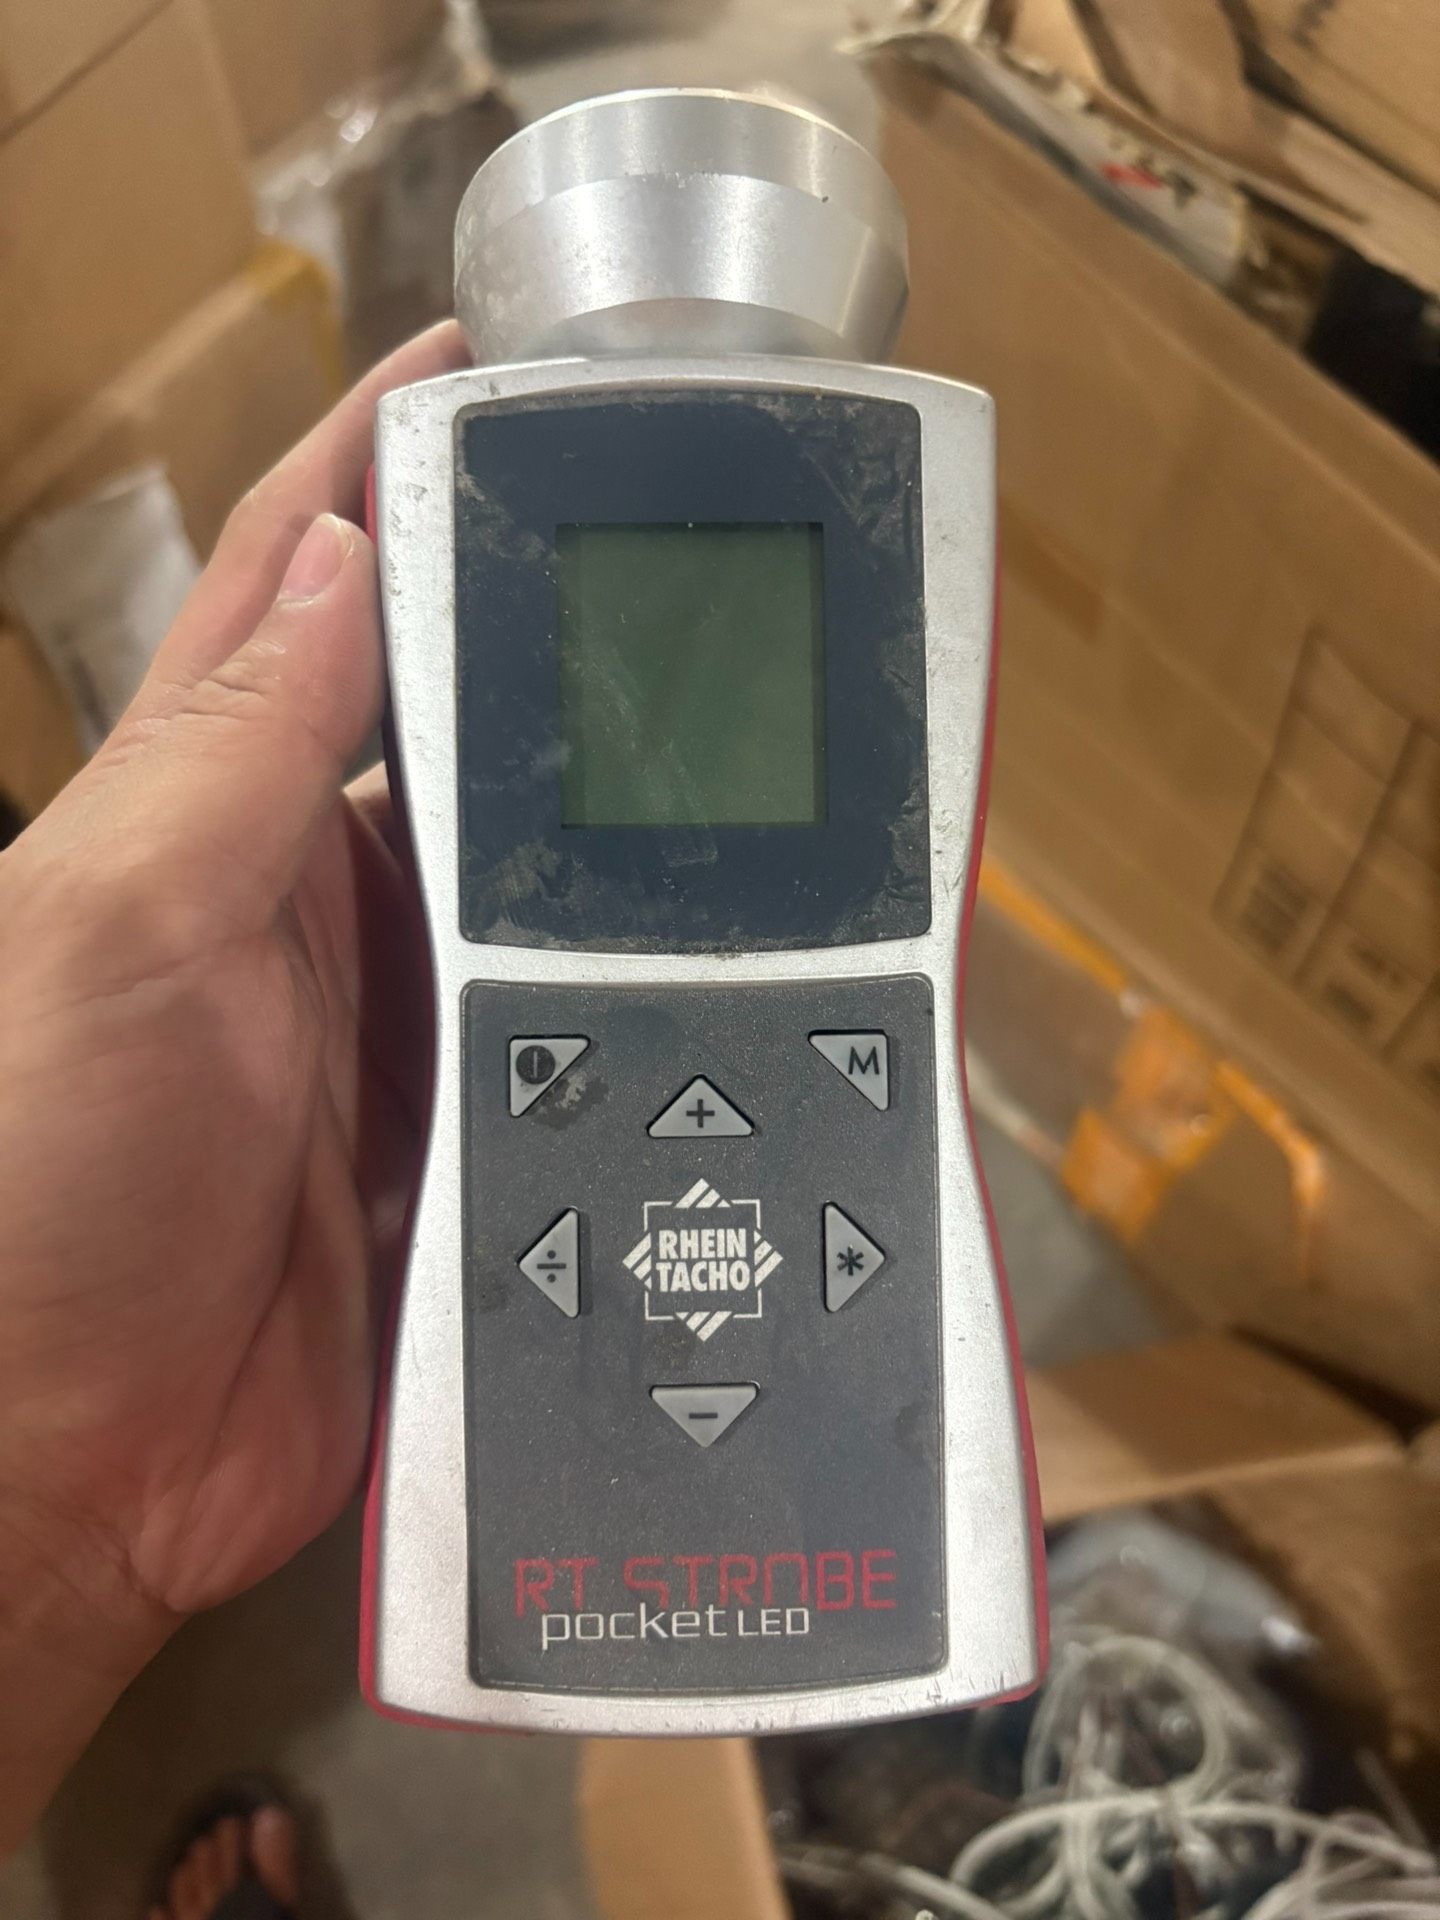 M
+
÷
*
RHEIN
TACHO
−
RT STROBE
pocket LED